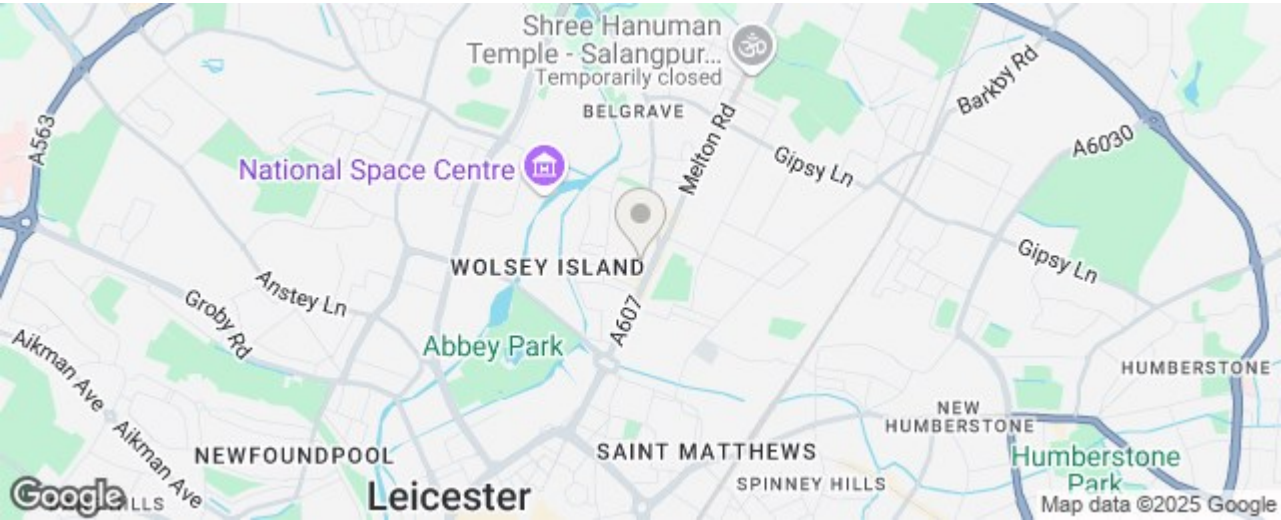 Shree Hanuman
Temple - Salangpur...
Temporarily closed
BELGRAVE
A563
Melton Rd
Barkby Rd
A6030
National Space Centre
Gipsy Ln
Gipsy Ln
WOLSEY ISLAND
Anstey Ln
Groby Rd
A607
Abbey Park
Aikman Ave
Aikman Ave
HUMBERSTONE
NEW
HUMBERSTONE
NEWFOUNDPOOL
SAINT MATTHEWS
Humberstone
Park
SPINNEY HILLS
Leicester
Google
HILLS
Map data ©2025 Google